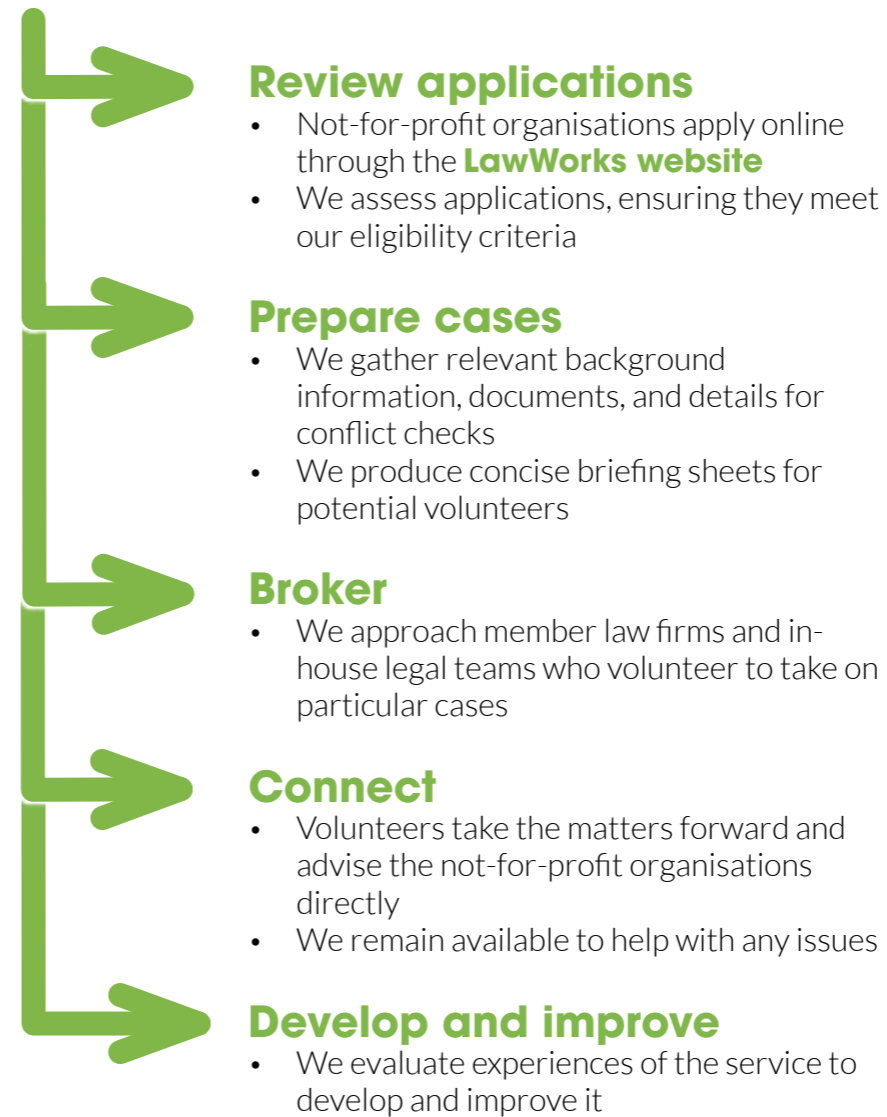 Review applications
• Not-for-profit organisations apply online
through the LawWorks website
• We assess applications, ensuring they meet
our eligibility criteria
Prepare cases
• We gather relevant background
information, documents, and details for
conflict checks
• We produce concise briefing sheets for
potential volunteers
Broker
• We approach member law firms and in-
house legal teams who volunteer to take on
particular cases
Connect
• Volunteers take the matters forward and
advise the not-for-profit organisations
directly
• We remain available to help with any issues
Develop and improve
• We evaluate experiences of the service to
develop and improve it